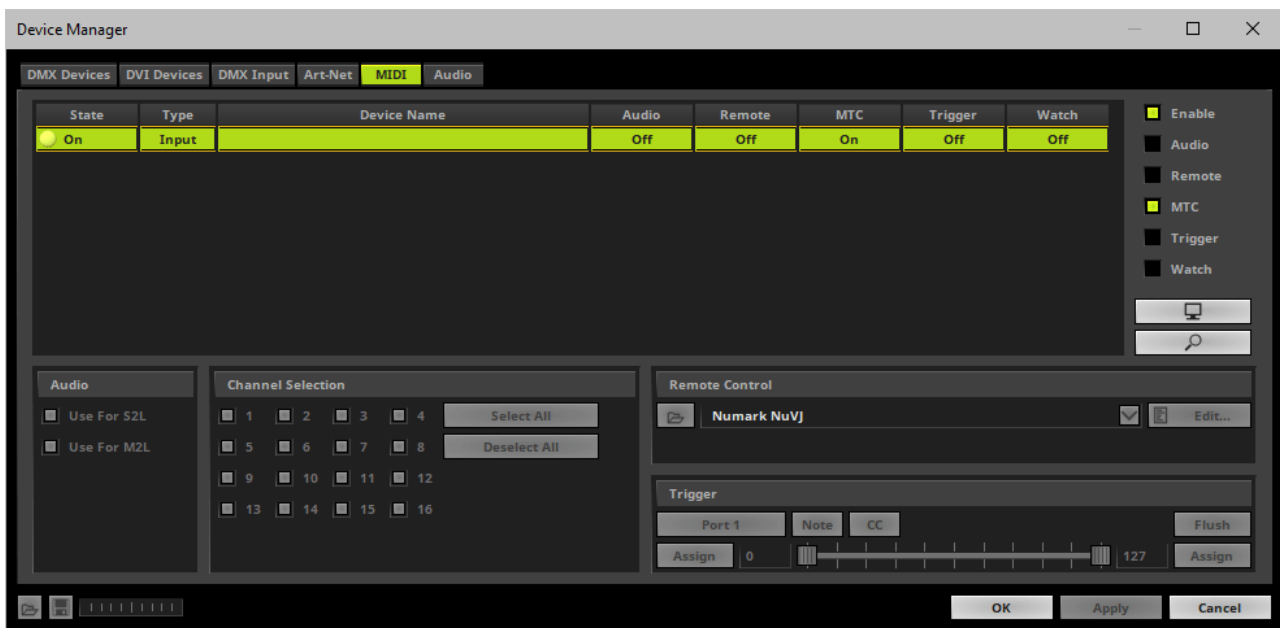 Device Manager
DMX Devices DVI Devices DMX Input Art-Net MIDI Audio
State Type Device Name Audio Remote MTC Trigger Watch
On Input Off Off On Off Off
Enable
Audio
Remote
MTC
Trigger
Watch
Audio
Use For S2L
Use For M2L
Channel Selection
1 2 3 4 Select All
5 6 7 8 Deselect All
9 10 11 12
13 14 15 16
Remote Control
Numark NuVJ Edit...
Trigger
Port 1 Note CC Flush
Assign 0 127 Assign
OK Apply Cancel